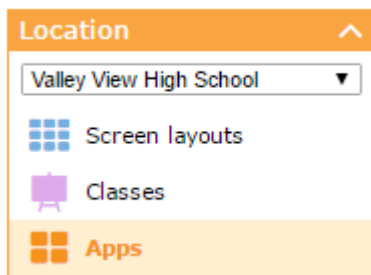 Location
Valley View High School
Screen layouts
Classes
Apps